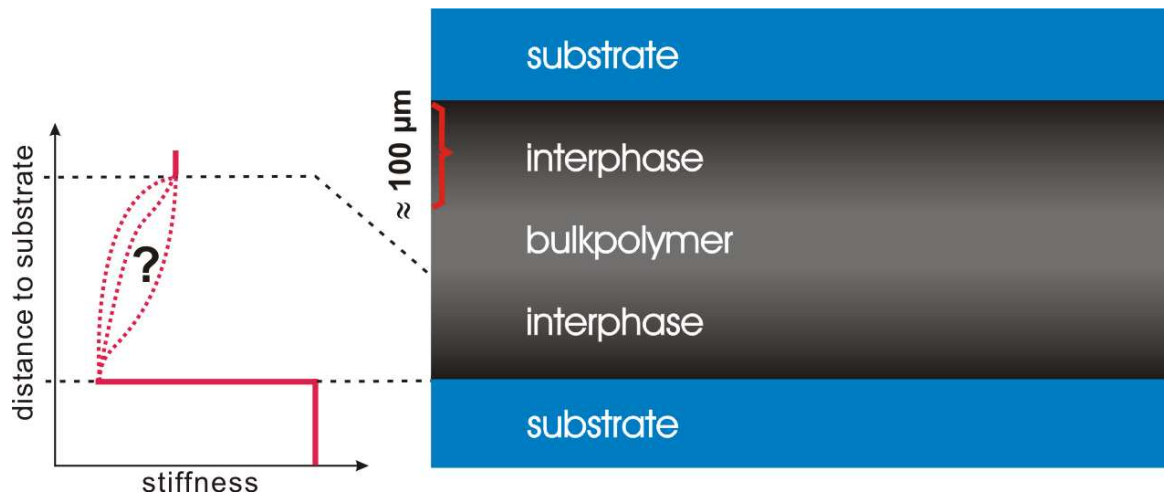 distance to substrate
?
stiffness
≈ 100 µm
substrate
interphase
bulkpolymer
interphase
substrate